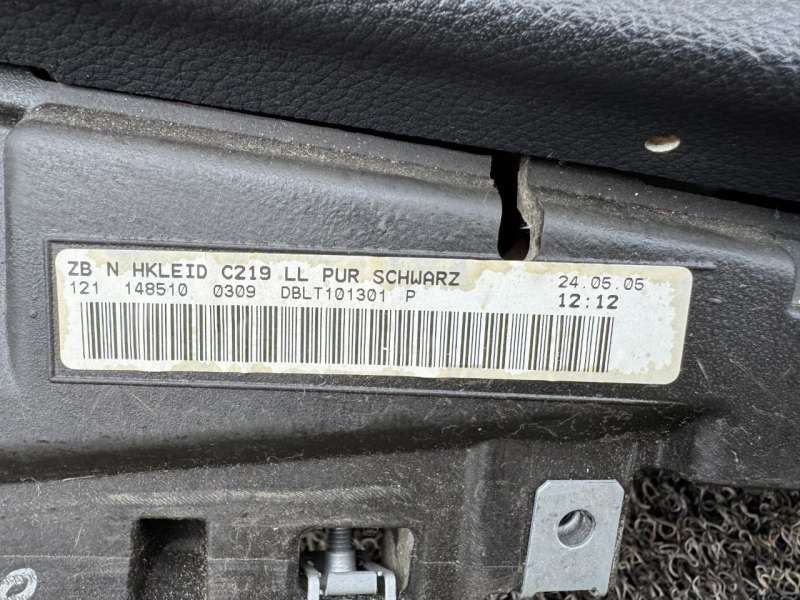 ZB N HKLEID C219 LL PUR SCHWARZ 24.05.05
121 148510 0309 DBLT101301 P 12:12